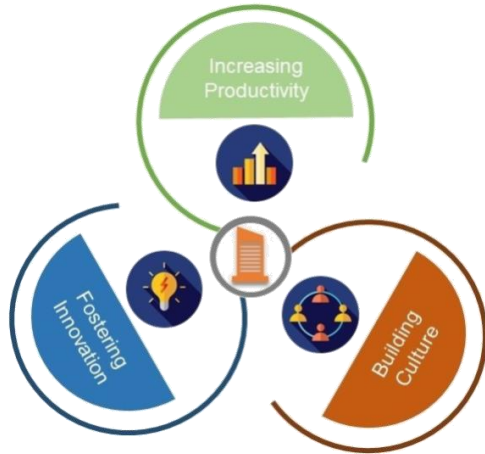 Increasing
Productivity
Fostering
Innovation
Building
Culture